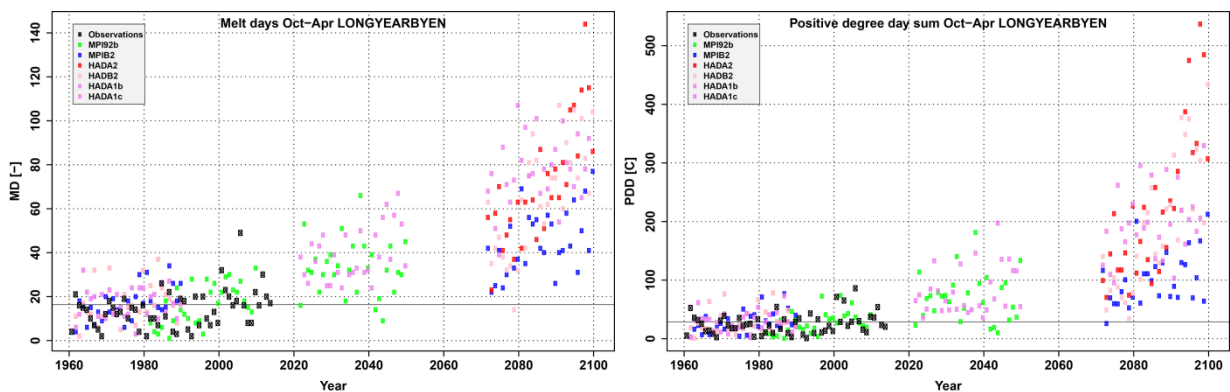 Melt days Oct−Apr LONGYEARBYEN
Observations
MPI92b
MPIB2
HADA2
HADB2
HADA1b
HADA1c
MD [−]
140
120
100
80
60
40
20
0
1960 1980 2000 2020 2040 2060 2080 2100
Year
Positive degree day sum Oct−Apr LONGYEARBYEN
Observations
MPI92b
MPIB2
HADA2
HADB2
HADA1b
HADA1c
PDD [C]
500
400
300
200
100
0
1960 1980 2000 2020 2040 2060 2080 2100
Year